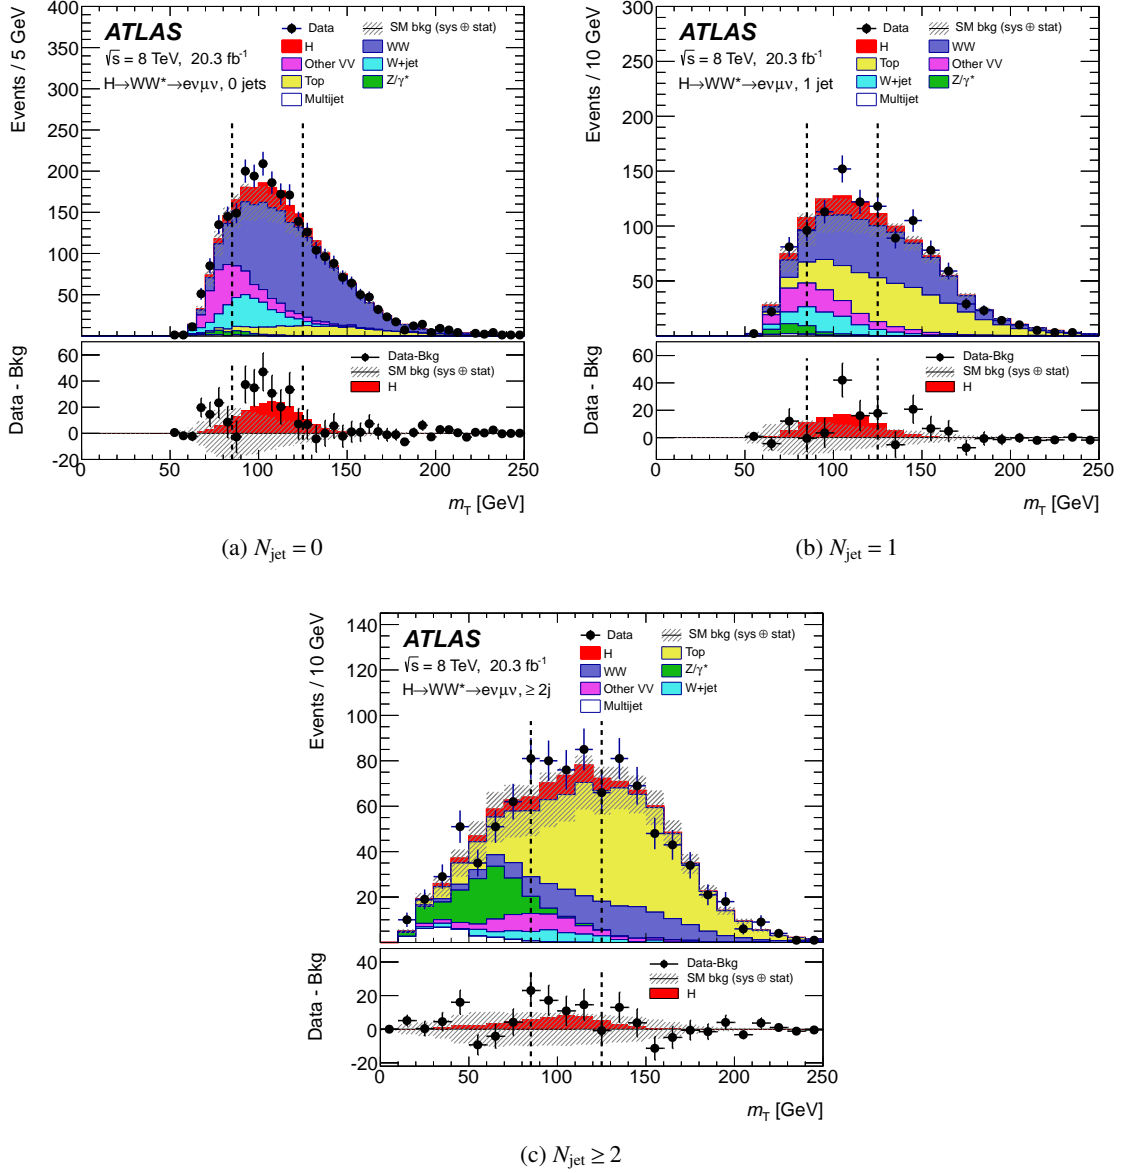 ATLAS
√s = 8 TeV, 20.3 fb⁻¹
H→WW*→eνμν, 0 jets
Data
SM bkg (sys ⊕ stat)
H
WW
Other VV
W+jet
Top
Z/γ*
Multijet
Events / 5 GeV
400
350
300
250
200
150
100
50
Data - Bkg
60
40
20
0
-20
Data-Bkg
SM bkg (sys ⊕ stat)
H
0 50 100 150 200 250
m_T [GeV]
(a) N_jet = 0
ATLAS
√s = 8 TeV, 20.3 fb⁻¹
H→WW*→eνμν, 1 jet
Data
SM bkg (sys ⊕ stat)
H
WW
Top
Other VV
W+jet
Z/γ*
Multijet
Events / 10 GeV
300
250
200
150
100
50
Data - Bkg
60
40
20
0
Data-Bkg
SM bkg (sys ⊕ stat)
H
0 50 100 150 200 250
m_T [GeV]
(b) N_jet = 1
ATLAS
√s = 8 TeV, 20.3 fb⁻¹
H→WW*→eνμν, ≥ 2j
Data
SM bkg (sys ⊕ stat)
H
Top
WW
Z/γ*
Other VV
W+jet
Multijet
Events / 10 GeV
140
120
100
80
60
40
20
Data - Bkg
40
20
0
-20
Data-Bkg
SM bkg (sys ⊕ stat)
H
0 50 100 150 200 250
m_T [GeV]
(c) N_jet ≥ 2